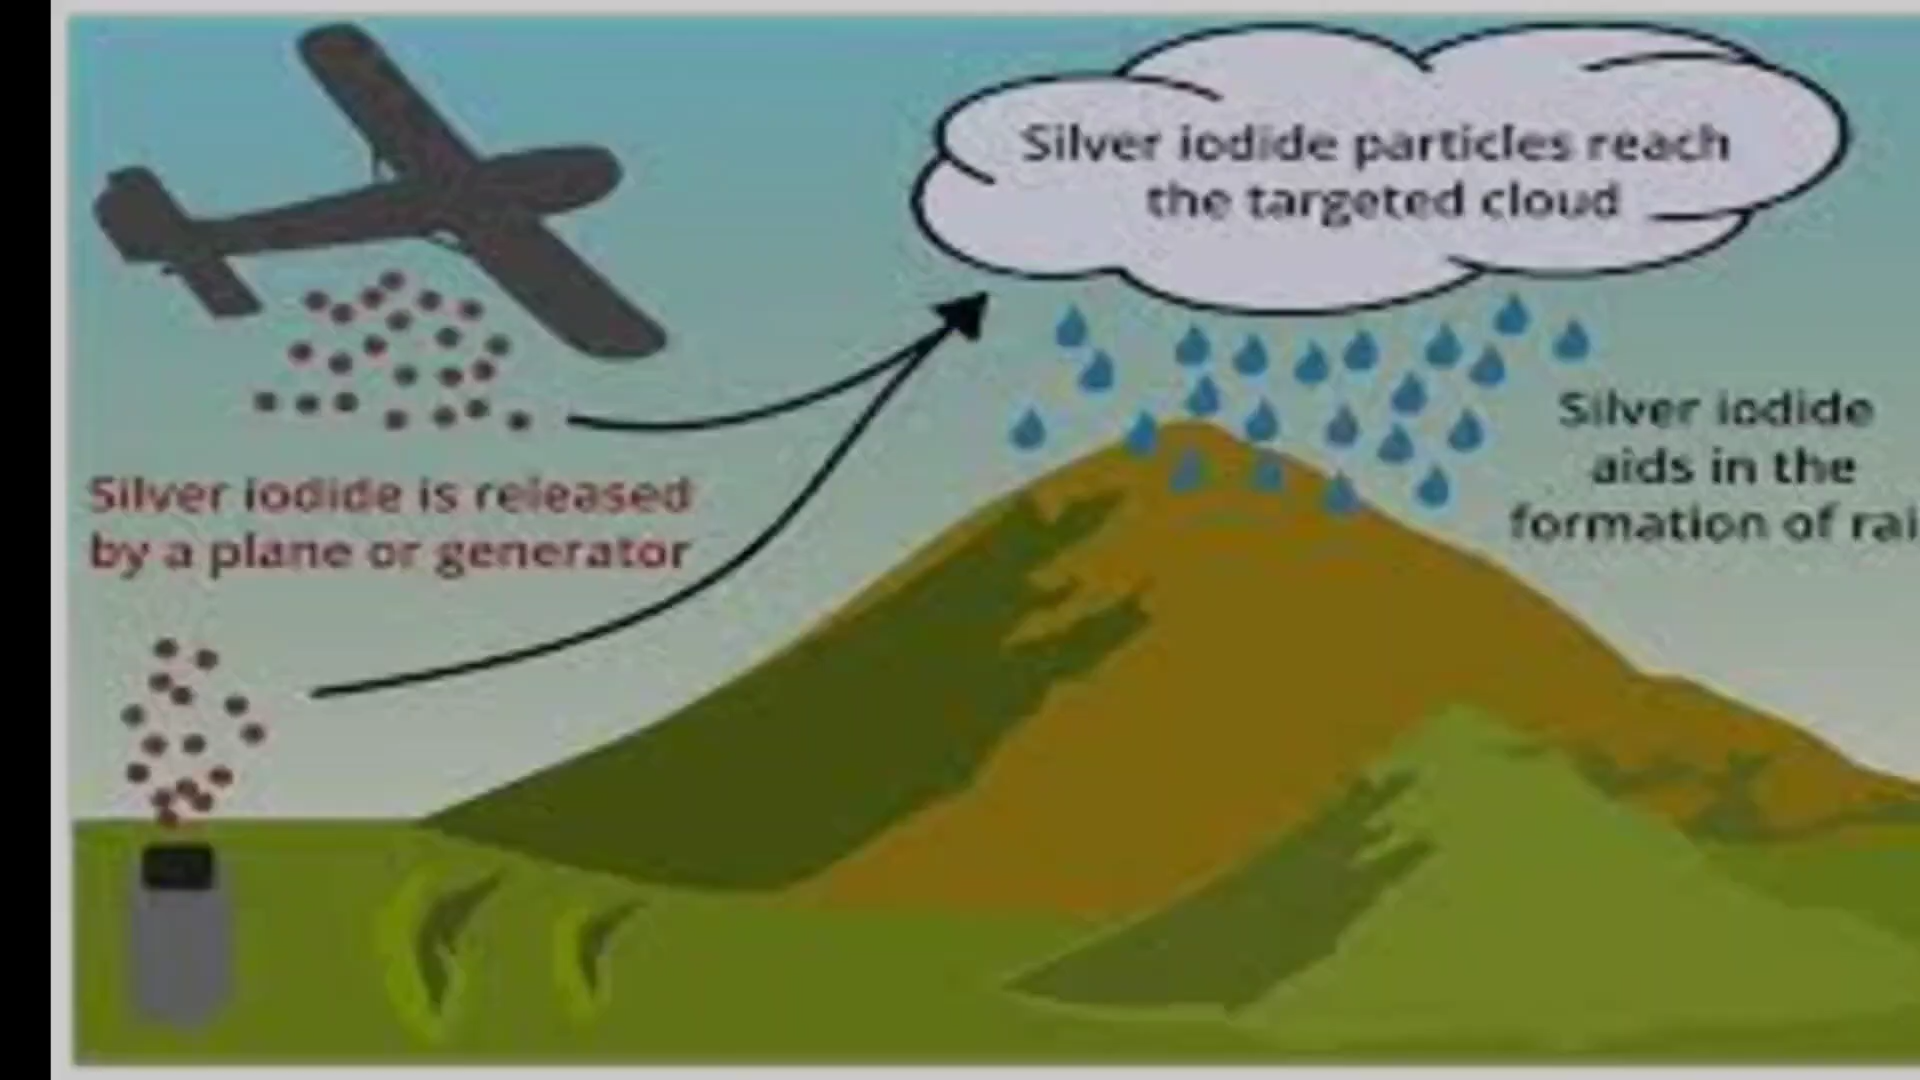 Silver iodide particles reach
the targeted cloud
Silver iodide
aids in the
formation of rai
Silver iodide is released
by a plane or generator